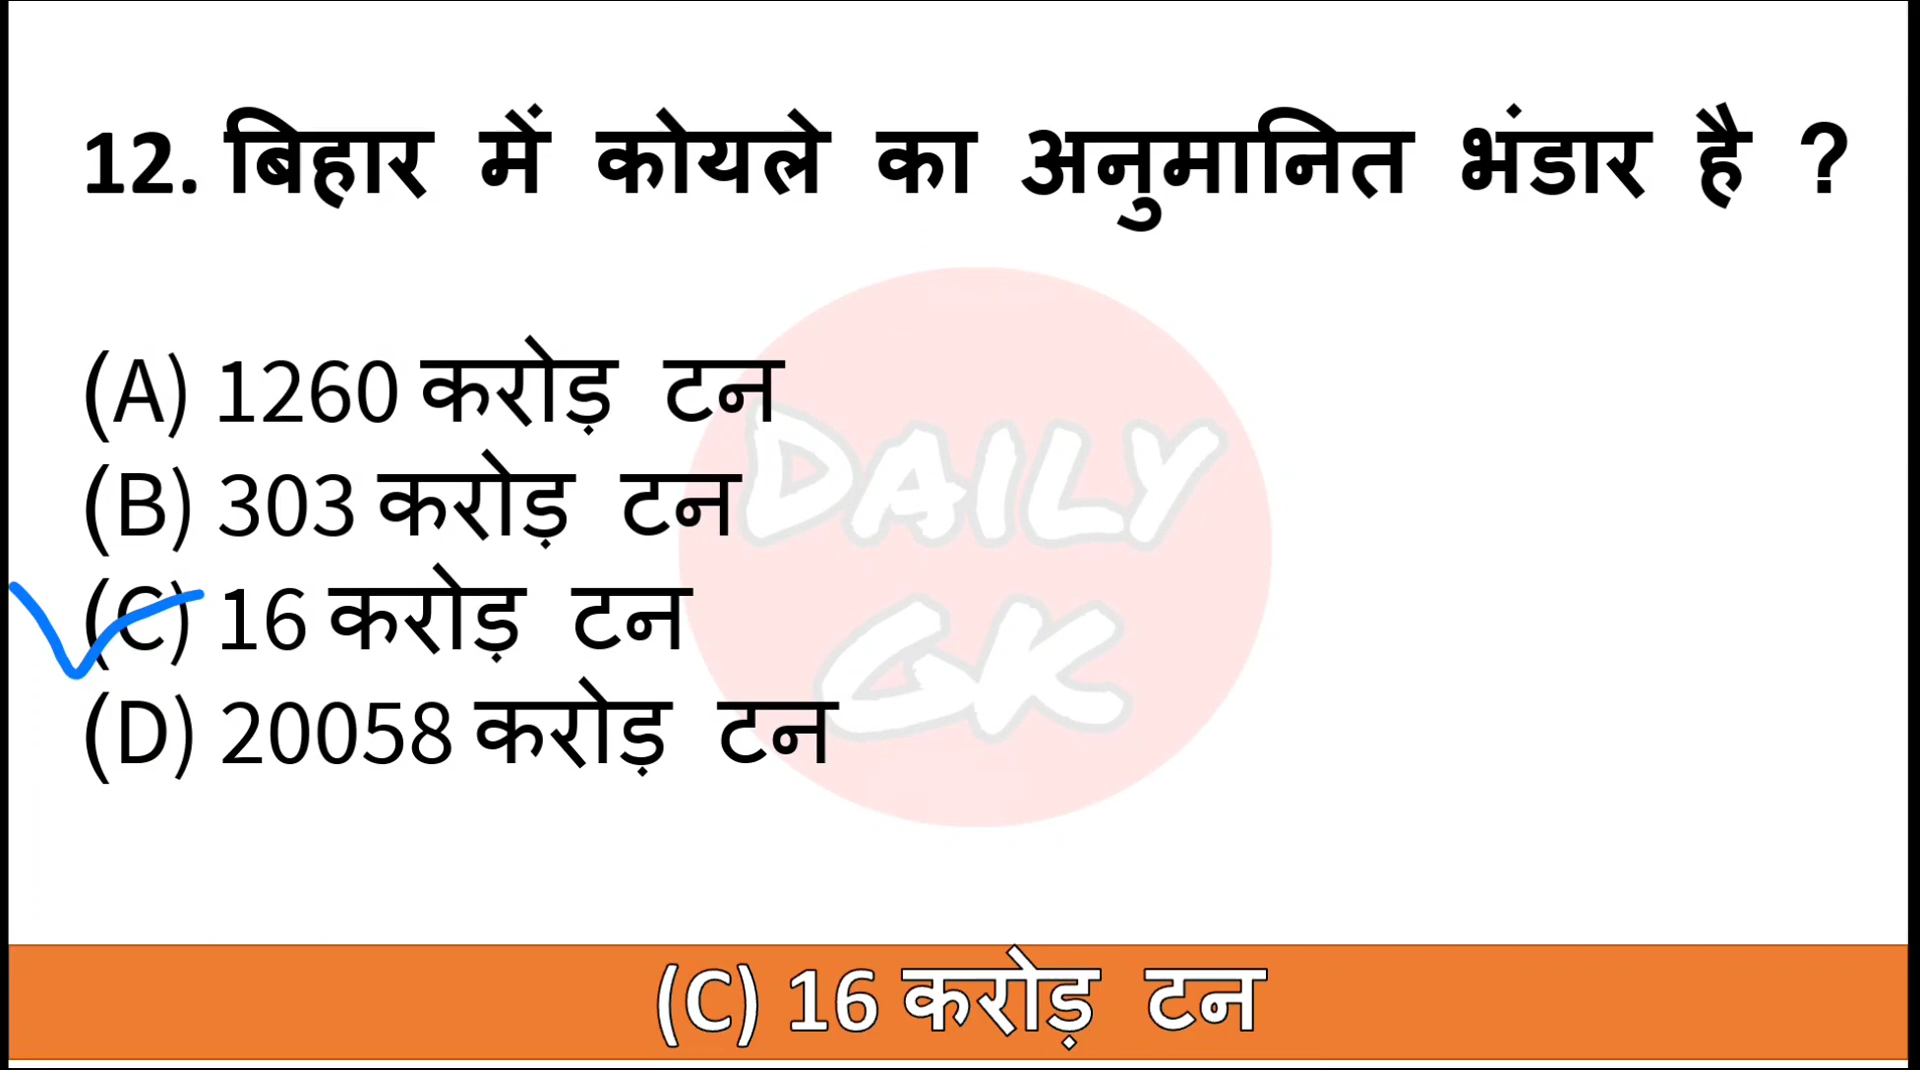 12. बिहार में कोयले का अनुमानित भंडार है ?
(A) 1260 करोड़ टन
(B) 303 करोड़ टन
(C) 16 करोड़ टन
(D) 20058 करोड़ टन
DAILY
GK
(C) 16 करोड़ टन